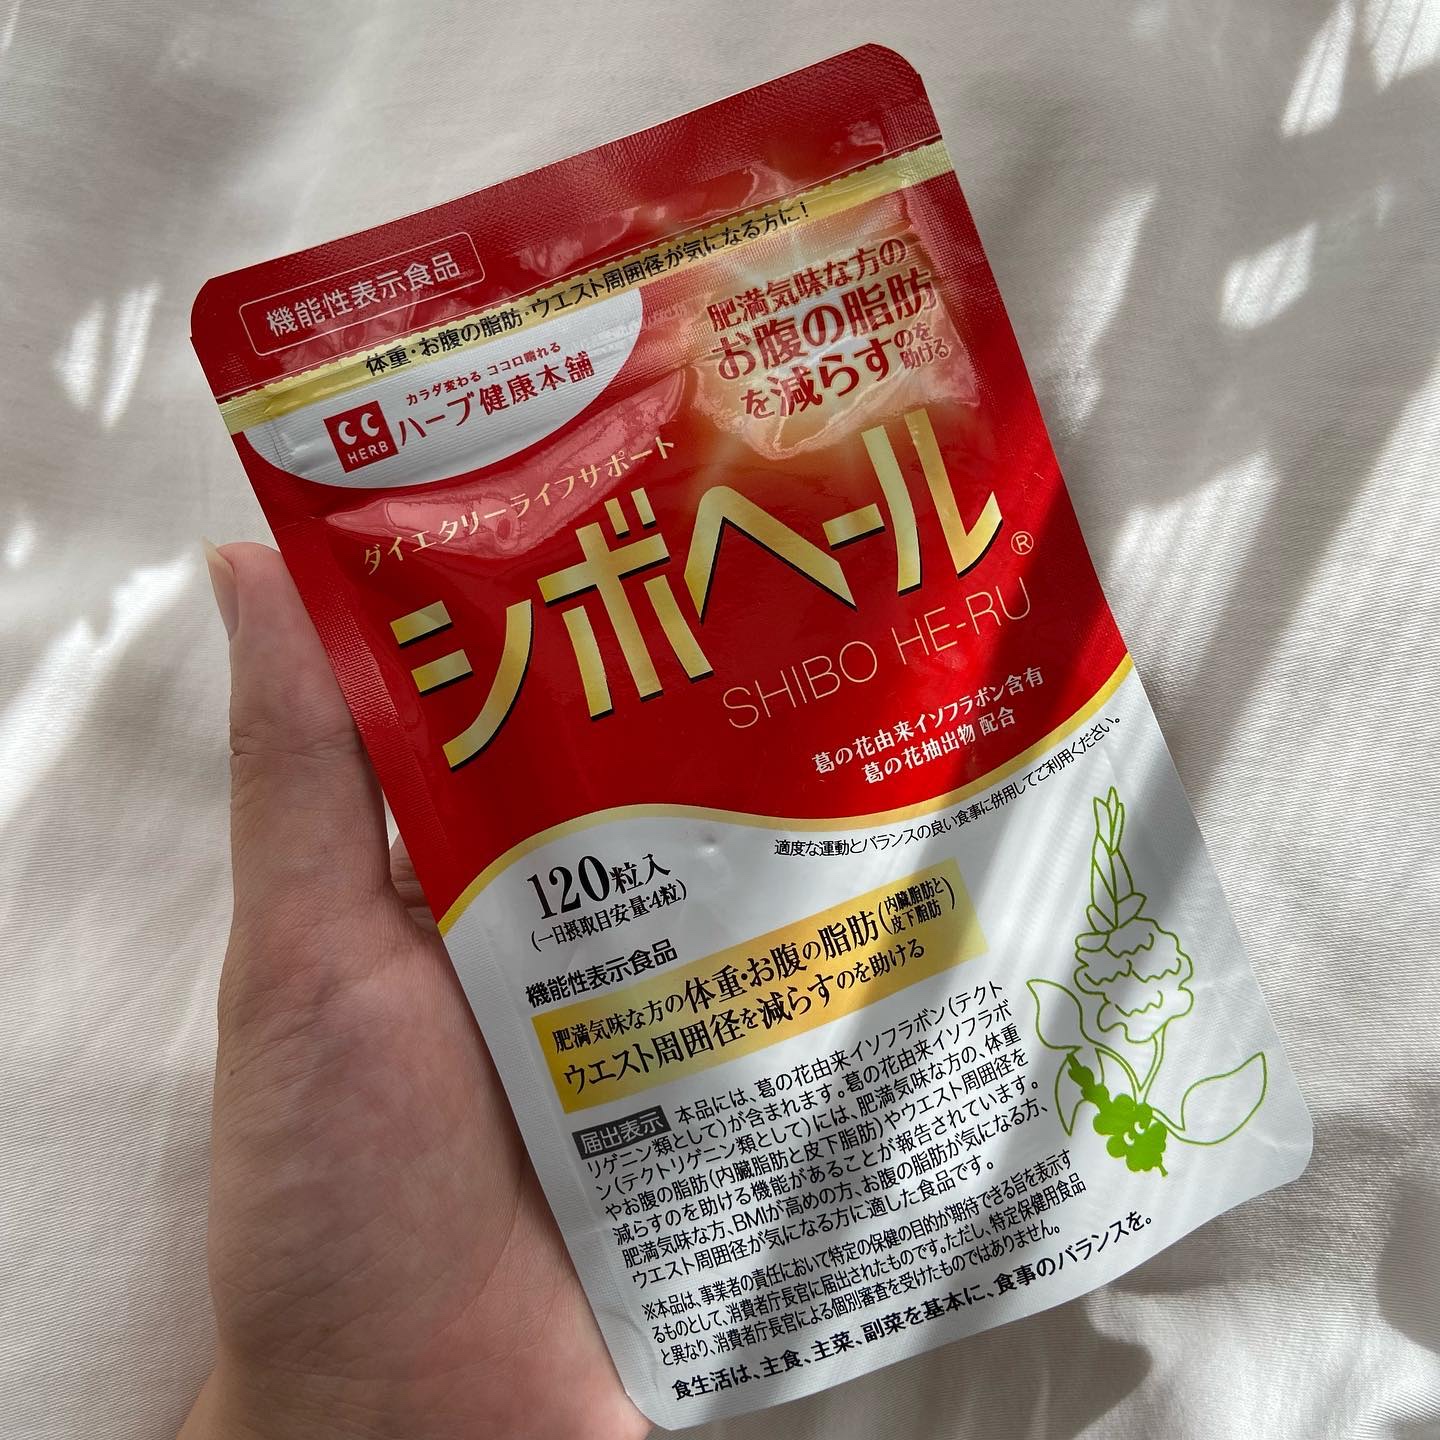 機能性表示食品
体重・お腹の脂肪・ウエスト周囲径が気になる方に!
CC
HERB
カラダ変わる ココロ晴れる
ハーブ健康本舗
肥満気味な方の
お腹の脂肪
を減らすのを
助ける
ダイエタリーライフサポート
シボヘール®
SHIBO HE-RU
葛の花由来イソフラボン含有
葛の花抽出物 配合
適度な運動とバランスの良い食事に併用してご利用ください。
120粒入
(一日摂取目安量:4粒)
機能性表示食品
肥満気味な方の体重・お腹の脂肪(内臓脂肪と
皮下脂肪)
ウエスト周囲径を減らすのを助ける
届出表示 本品には、葛の花由来イソフラボン(テクト
リゲニン類として)が含まれます。葛の花由来イソフラボ
ン(テクトリゲニン類として)には、肥満気味な方の、体重
やお腹の脂肪(内臓脂肪と皮下脂肪)やウエスト周囲径を
減らすのを助ける機能があることが報告されています。
肥満気味な方、BMIが高めの方、お腹の脂肪が気になる方、
ウエスト周囲径が気になる方に適した食品です。
※本品は、事業者の責任において特定の保健の目的が期待できる旨を表示す
るものとして、消費者庁長官に届出されたものです。ただし、特定保健用食品
と異なり、消費者庁長官による個別審査を受けたものではありません。
食生活は、主食、主菜、副菜を基本に、食事のバランスを。